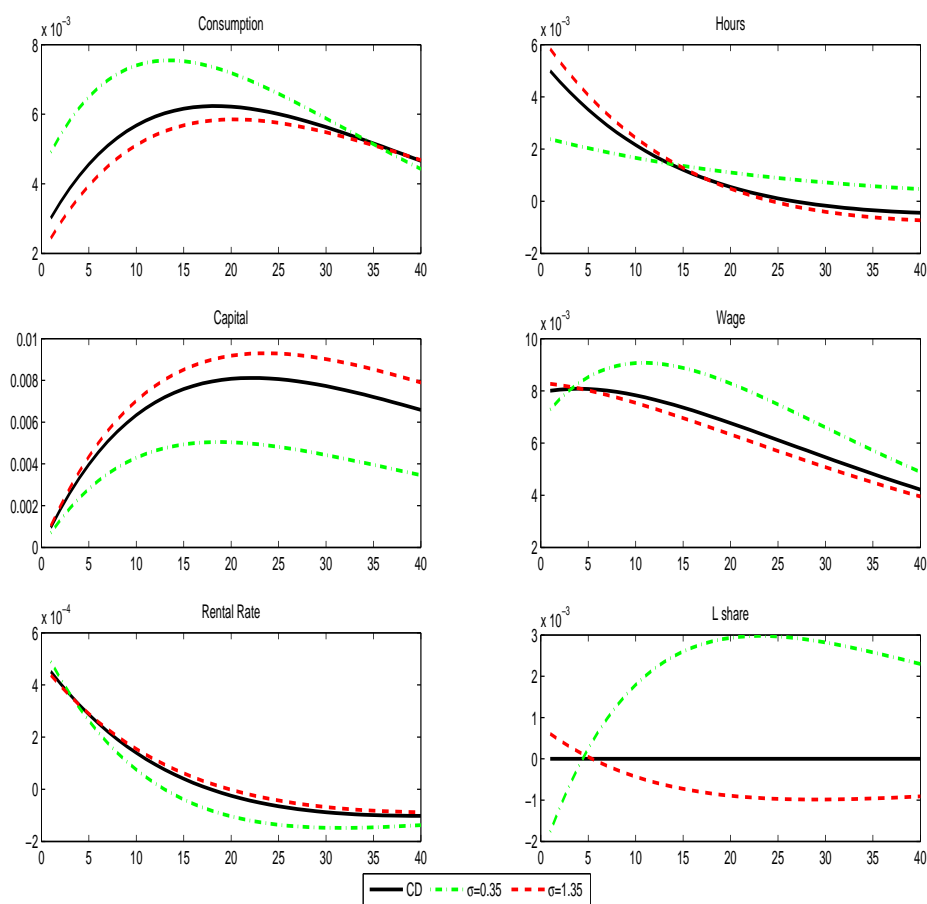 Consumption
x 10⁻³
8
6
4
2
0 5 10 15 20 25 30 35 40
Hours
x 10⁻³
6
4
2
0
−2
0 5 10 15 20 25 30 35 40
Capital
0.01
0.008
0.006
0.004
0.002
0
0 5 10 15 20 25 30 35 40
Wage
x 10⁻³
10
8
6
4
2
0 5 10 15 20 25 30 35 40
Rental Rate
x 10⁻⁴
6
4
2
0
−2
0 5 10 15 20 25 30 35 40
L share
x 10⁻³
3
2
1
0
−1
−2
0 5 10 15 20 25 30 35 40
CD σ=0.35 σ=1.35